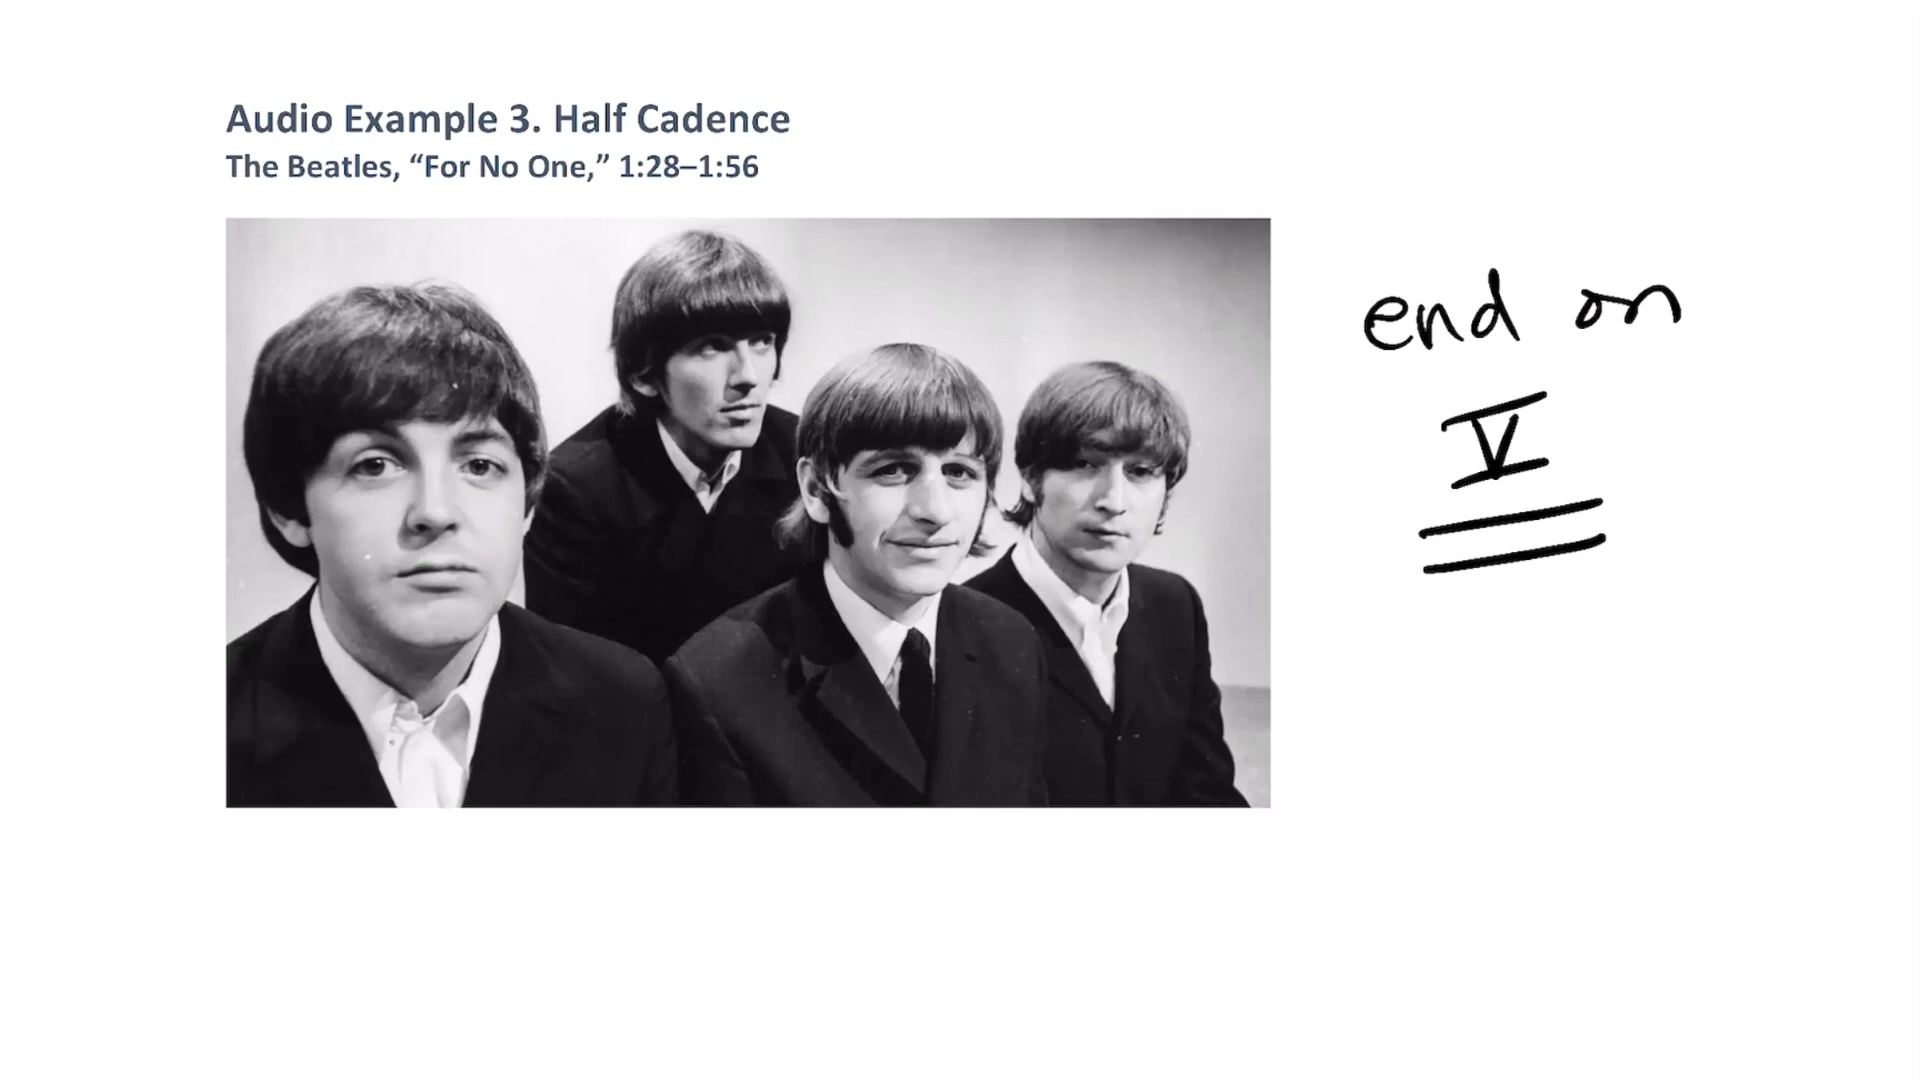 Audio Example 3. Half Cadence
The Beatles, “For No One,” 1:28–1:56
end on
V